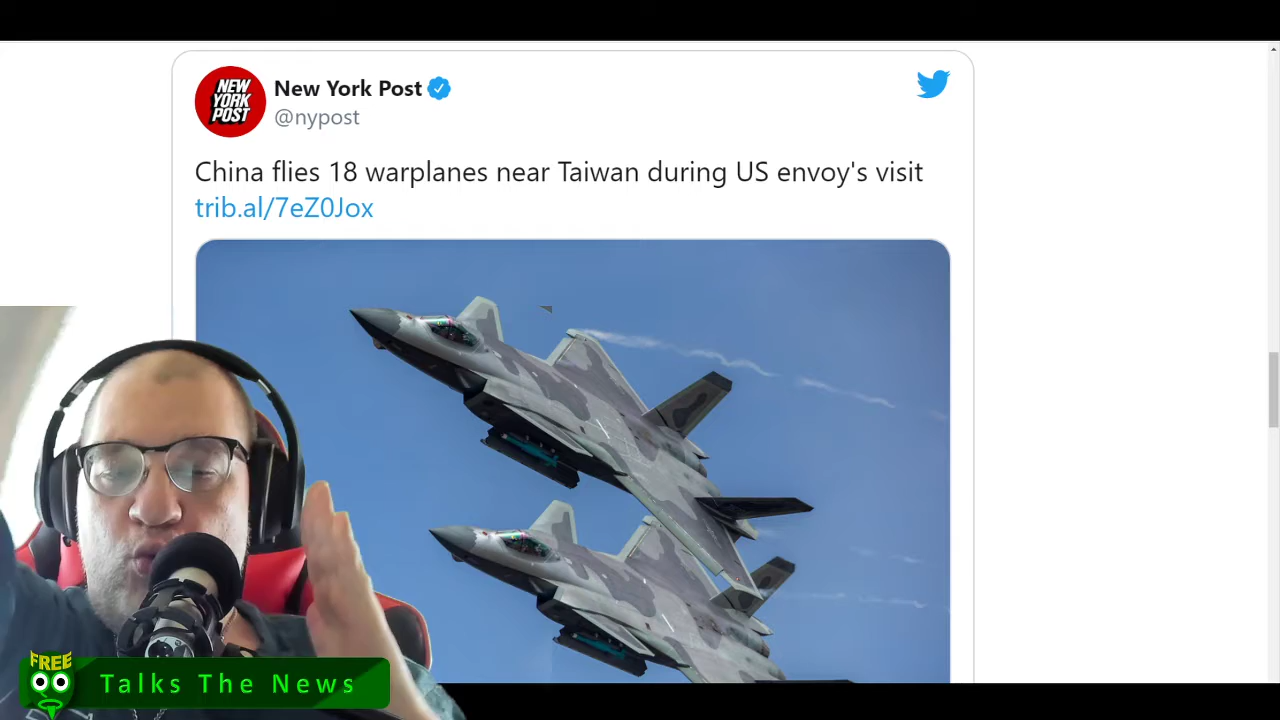 NEW
YORK
POST
New York Post
@nypost
China flies 18 warplanes near Taiwan during US envoy's visit
trib.al/7eZ0Jox
FREE
Talks The News